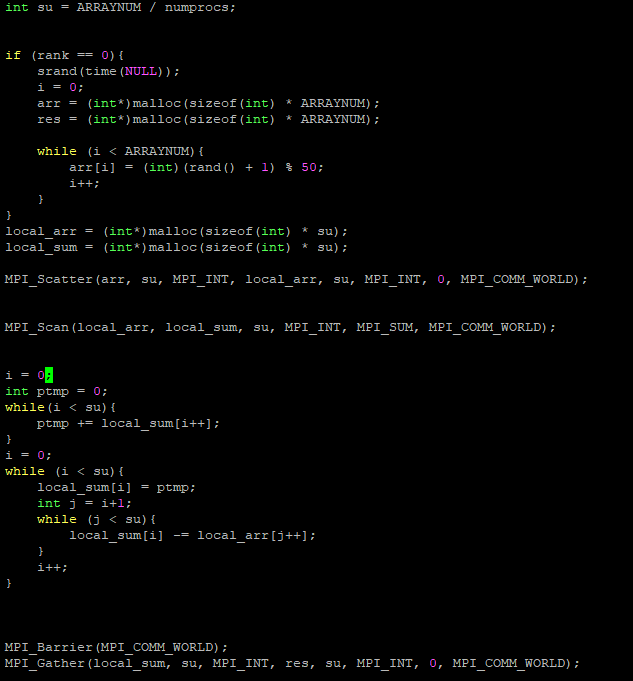 int su = ARRAYNUM / numprocs;
if (rank == 0){
srand(time(NULL));
i = 0;
arr = (int*)malloc(sizeof(int) * ARRAYNUM);
res = (int*)malloc(sizeof(int) * ARRAYNUM);
while (i < ARRAYNUM){
arr[i] = (int)(rand() + 1) % 50;
i++;
}
}
local_arr = (int*)malloc(sizeof(int) * su);
local_sum = (int*)malloc(sizeof(int) * su);
MPI_Scatter(arr, su, MPI_INT, local_arr, su, MPI_INT, 0, MPI_COMM_WORLD);
MPI_Scan(local_arr, local_sum, su, MPI_INT, MPI_SUM, MPI_COMM_WORLD);
i = 0;
int ptmp = 0;
while(i < su){
ptmp += local_sum[i++];
}
i = 0;
while (i < su){
local_sum[i] = ptmp;
int j = i+1;
while (j < su){
local_sum[i] -= local_arr[j++];
}
i++;
}
MPI_Barrier(MPI_COMM_WORLD);
MPI_Gather(local_sum, su, MPI_INT, res, su, MPI_INT, 0, MPI_COMM_WORLD);